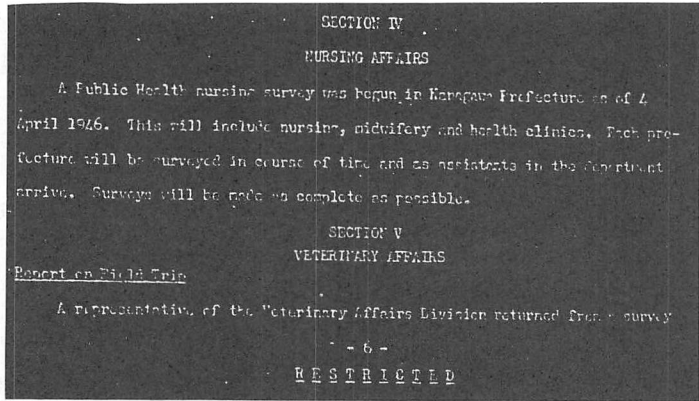 SECTION IV
NURSING AFFAIRS
A Public Health nursing survey was begun in Kanagawa Prefecture as of 4
April 1946. This will include nursing, midwifery and health clinics. Each pre-
fecture will be surveyed in course of time and as assistants in the department
arrive. Surveys will be made as complete as possible.
SECTION V
VETERINARY AFFAIRS
Report on Field Trip
A representative of the Veterinary Affairs Division returned from a survey
- 6 -
R E S T R I C T E D